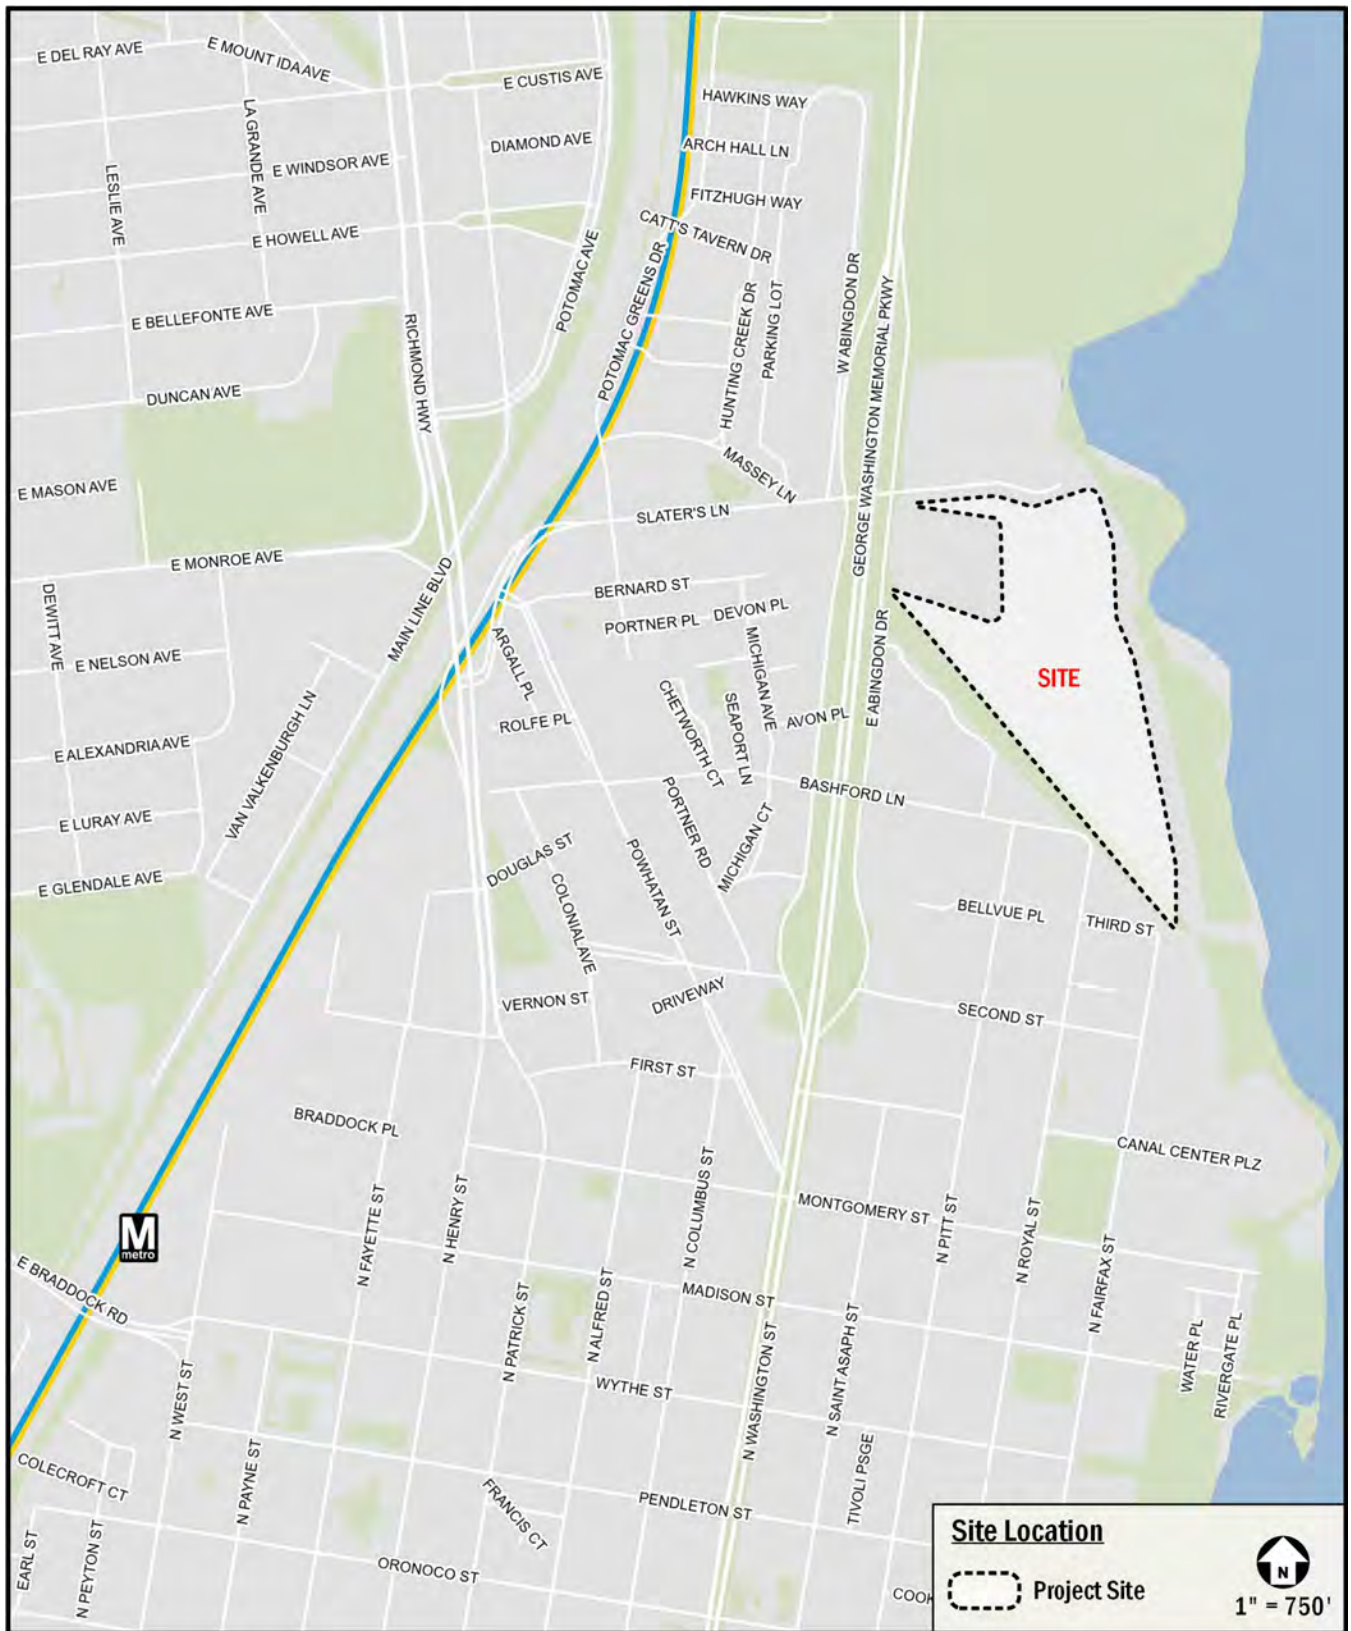 E DEL RAY AVE
E MOUNT IDA AVE
E CUSTIS AVE
HAWKINS WAY
LA GRANDE AVE
DIAMOND AVE
ARCH HALL LN
E WINDSOR AVE
LESLIE AVE
FITZHUGH WAY
CATT'S TAVERN DR
E HOWELL AVE
POTOMAC AVE
POTOMAC GREENS DR
W ABINGDON DR
HUNTING CREEK DR
PARKING LOT
E BELLEFONTE AVE
RICHMOND HWY
GEORGE WASHINGTON MEMORIAL PKWY
DUNCAN AVE
MASSEY LN
E MASON AVE
SLATER'S LN
E MONROE AVE
BERNARD ST
DEWITT AVE
MAIN LINE BLVD
PORTNER PL
DEVON PL
E NELSON AVE
ARGALL PL
MICHIGAN AVE
E ABINGDON DR
SITE
CHETWORTH CT
SEAPORT LN
AVON PL
ROLFE PL
VAN VALKENBURGH LN
E ALEXANDRIA AVE
BASHFORD LN
E LURAY AVE
PORTNER RD
MICHIGAN CT
DOUGLAS ST
POWHATAN ST
E GLENDALE AVE
COLONIAL AVE
BELLVUE PL
THIRD ST
VERNON ST
DRIVEWAY
SECOND ST
FIRST ST
BRADDOCK PL
CANAL CENTER PLZ
N FAYETTE ST
N HENRY ST
N COLUMBUS ST
MONTGOMERY ST
N PITT ST
N ROYAL ST
N FAIRFAX ST
M
metro
E BRADDOCK RD
N PATRICK ST
N ALFRED ST
MADISON ST
N WASHINGTON ST
N SAINT ASAPH ST
WATER PL
RIVERGATE PL
N WEST ST
WYTHE ST
N PAYNE ST
TIVOLI PSGE
COLECROFT CT
FRANCIS CT
PENDLETON ST
EARL ST
N PEYTON ST
ORONOCO ST
COOK
Site Location
Project Site
N
1" = 750'